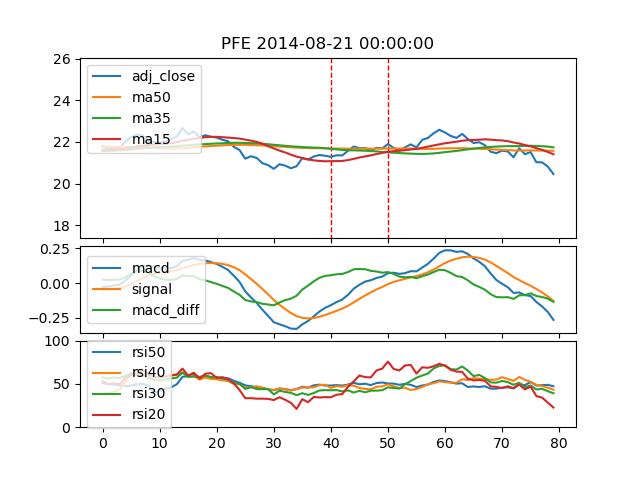 PFE 2014-08-21 00:00:00
26
24
22
20
18
adj_close
ma50
ma35
ma15
0.25
0.00
−0.25
macd
signal
macd_diff
100
50
0
rsi50
rsi40
rsi30
rsi20
0 10 20 30 40 50 60 70 80